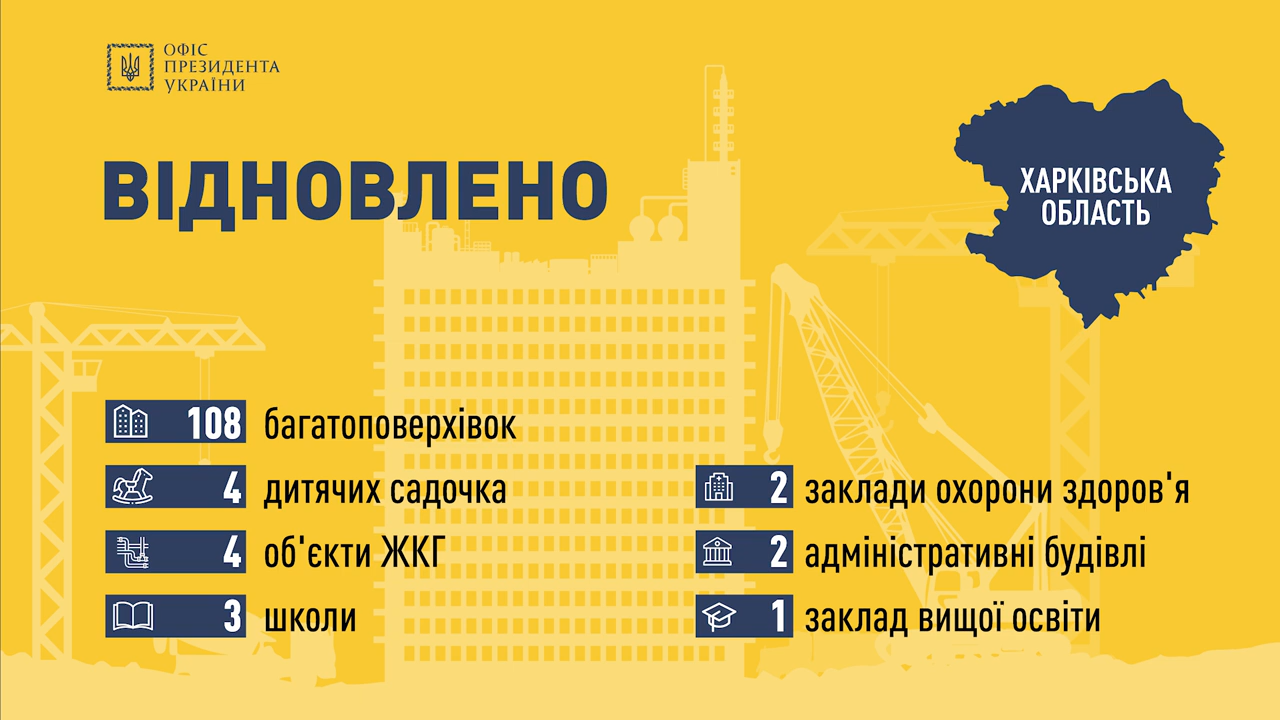 ОФІС
ПРЕЗИДЕНТА
УКРАЇНИ
ВІДНОВЛЕНО
ХАРКІВСЬКА
ОБЛАСТЬ
108 багатоповерхівок
4 дитячих садочка
4 об'єкти ЖКГ
3 школи
2 заклади охорони здоров'я
2 адміністративні будівлі
1 заклад вищої освіти